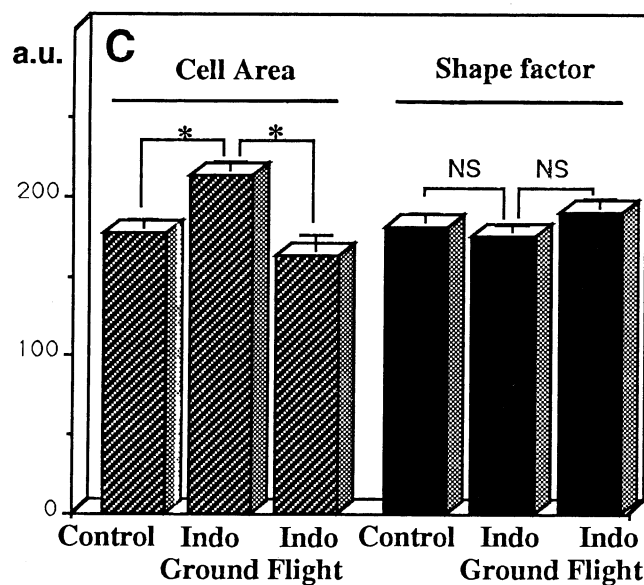 a.u.
C
Cell Area
Shape factor
*
*
NS
NS
200
100
0
Control Indo Indo Control Indo Indo
Ground Flight Ground Flight